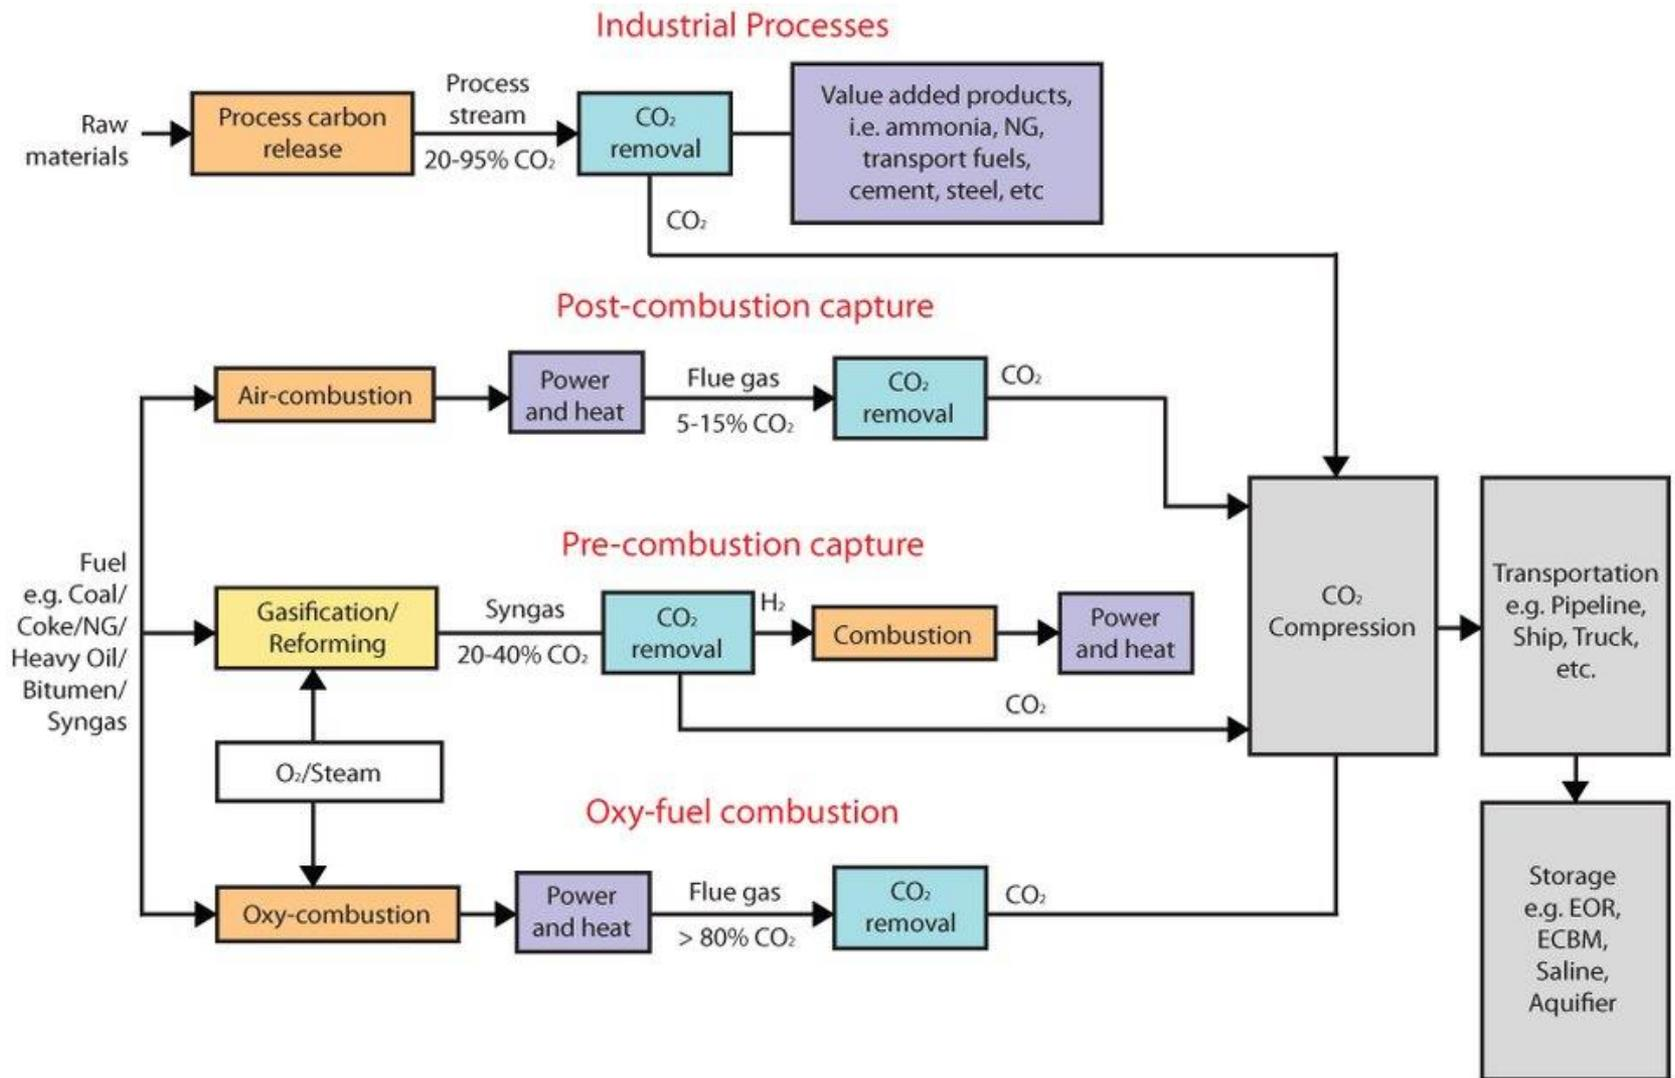 Industrial Processes
Raw
materials
Process carbon
release
Process
stream
20-95% CO₂
CO₂
removal
Value added products,
i.e. ammonia, NG,
transport fuels,
cement, steel, etc
CO₂
Post-combustion capture
Air-combustion
Power
and heat
Flue gas
5-15% CO₂
CO₂
removal
CO₂
Pre-combustion capture
Fuel
e.g. Coal/
Coke/NG/
Heavy Oil/
Bitumen/
Syngas
Gasification/
Reforming
Syngas
20-40% CO₂
CO₂
removal
H₂
Combustion
Power
and heat
CO₂
O₂/Steam
Oxy-fuel combustion
Oxy-combustion
Power
and heat
Flue gas
> 80% CO₂
CO₂
removal
CO₂
CO₂
Compression
Transportation
e.g. Pipeline,
Ship, Truck,
etc.
Storage
e.g. EOR,
ECBM,
Saline,
Aquifier